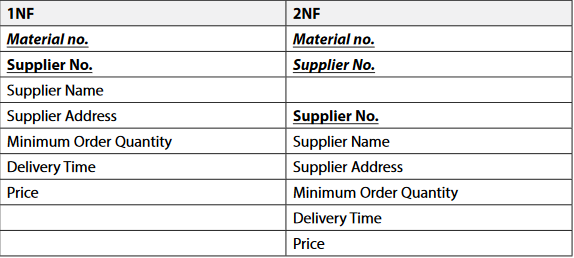 1NF 2NF
Material no. Material no.
Supplier No. Supplier No.
Supplier Name
Supplier Address Supplier No.
Minimum Order Quantity Supplier Name
Delivery Time Supplier Address
Price Minimum Order Quantity
Delivery Time
Price